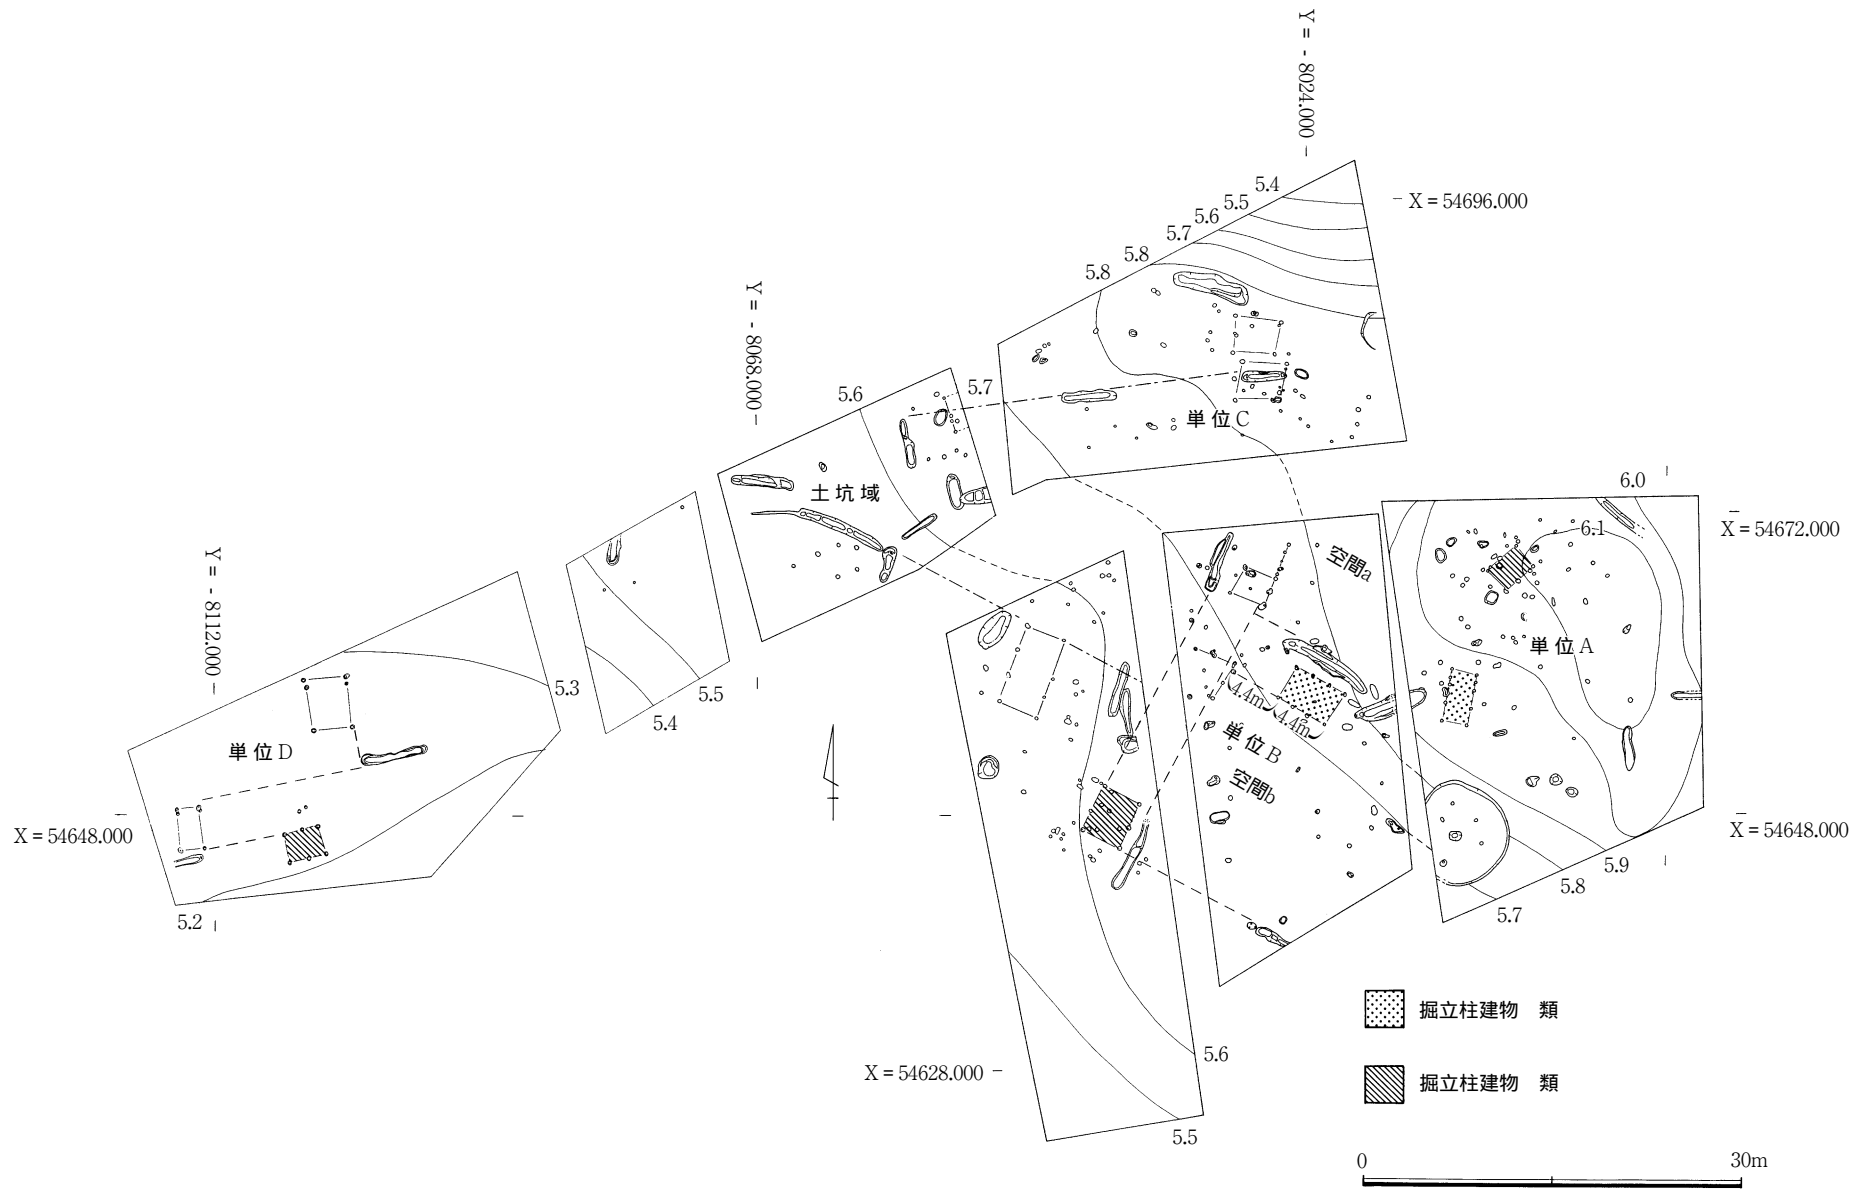 Y = - 8024.000
X = 54696.000
5.4
5.5
5.6
5.7
5.8
5.8
Y = - 8068.000
5.6
5.7
単位C
土坑域
6.0
X = 54672.000
6.1
空間a
単位A
Y = - 8112.000
5.3
5.5
5.4
4.4m
4.4m
単位B
空間b
単位D
X = 54648.000
X = 54648.000
5.9
5.8
5.7
5.2
掘立柱建物 類
掘立柱建物 類
5.6
X = 54628.000
5.5
0
30m